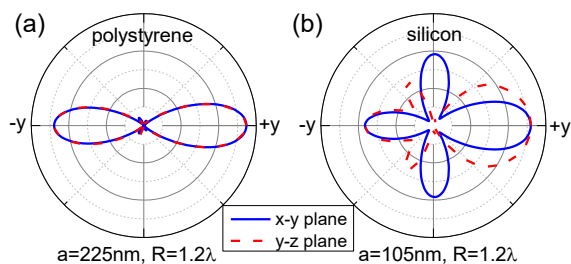 (a)
polystyrene
-y
+y
a=225nm, R=1.2λ
(b)
silicon
-y
+y
a=105nm, R=1.2λ
x-y plane
y-z plane